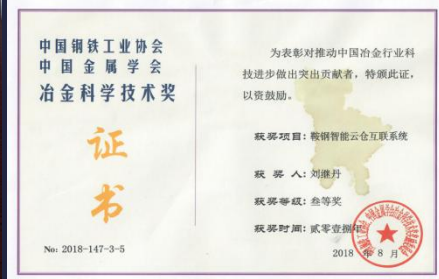 中国钢铁工业协会
中国金属学会
冶金科学技术奖
证书
No: 2018-147-3-5
为表彰对推动中国冶金行业科
技进步做出突出贡献者，特颁此证，
以资鼓励。
获奖项目：鞍钢智能云仓互联系统
获奖人：刘继丹
获奖等级：叁等奖
获奖时间：贰零壹捌年
2018年8月